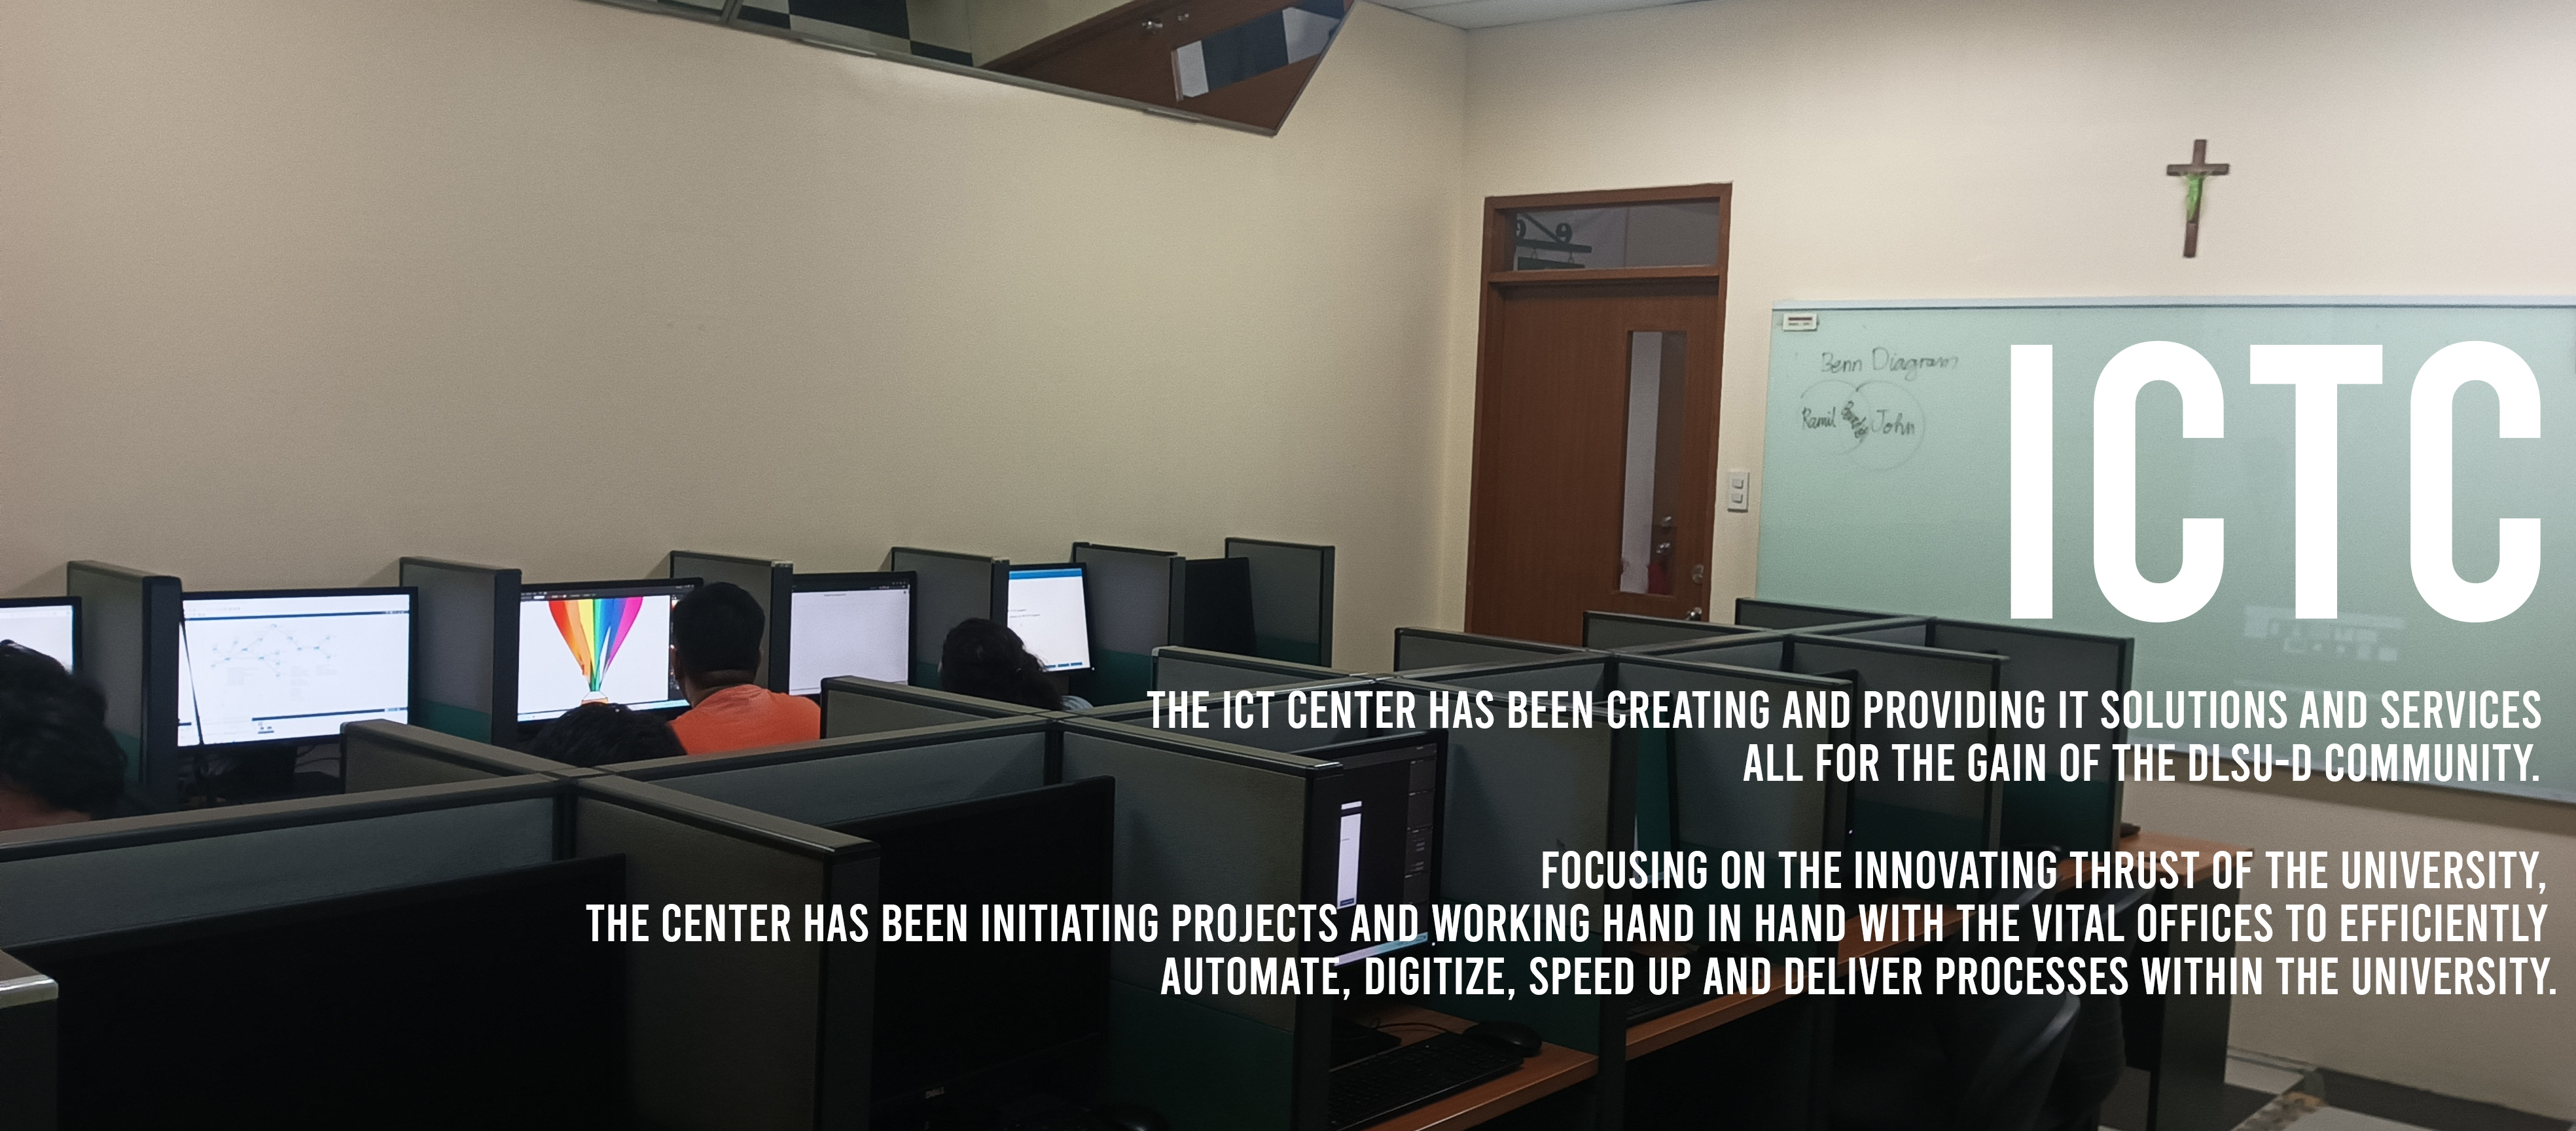 Benn Diagram
Ramil John
ICTC
THE ICT CENTER HAS BEEN CREATING AND PROVIDING IT SOLUTIONS AND SERVICES
ALL FOR THE GAIN OF THE DLSU-D COMMUNITY.
FOCUSING ON THE INNOVATING THRUST OF THE UNIVERSITY,
THE CENTER HAS BEEN INITIATING PROJECTS AND WORKING HAND IN HAND WITH THE VITAL OFFICES TO EFFICIENTLY
AUTOMATE, DIGITIZE, SPEED UP AND DELIVER PROCESSES WITHIN THE UNIVERSITY.
DELL